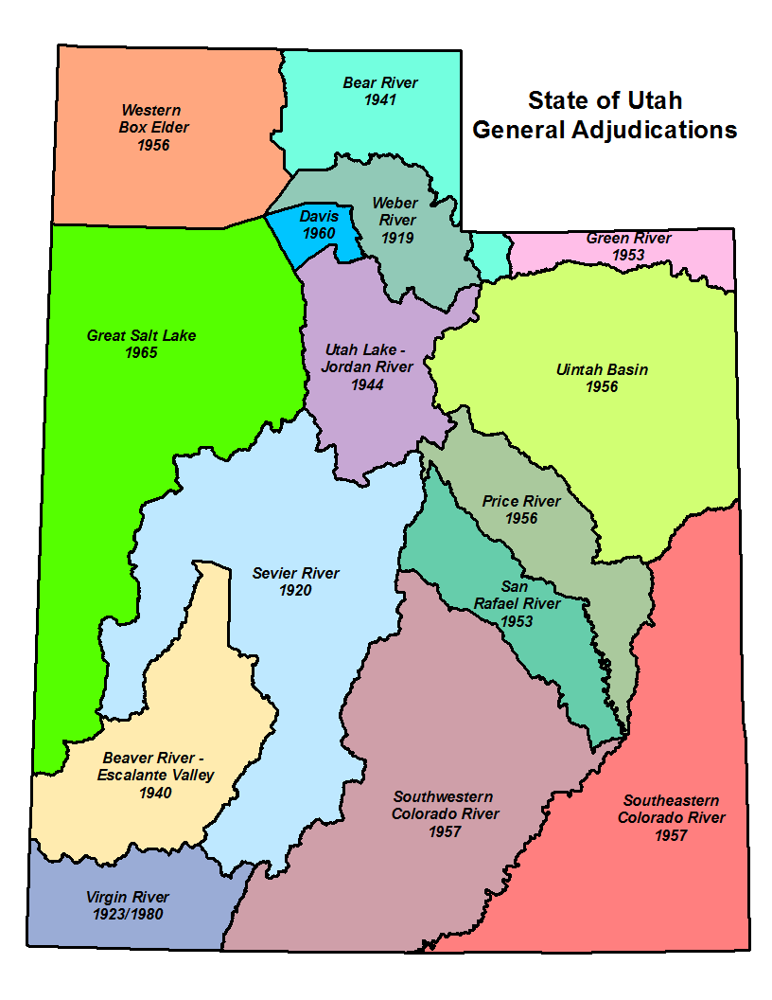 State of Utah
General Adjudications
Bear River
1941
Western
Box Elder
1956
Weber
River
1919
Davis
1960
Green River
1953
Great Salt Lake
1965
Utah Lake -
Jordan River
1944
Uintah Basin
1956
Price River
1956
Sevier River
1920
San
Rafael River
1953
Beaver River -
Escalante Valley
1940
Southwestern
Colorado River
1957
Southeastern
Colorado River
1957
Virgin River
1923/1980